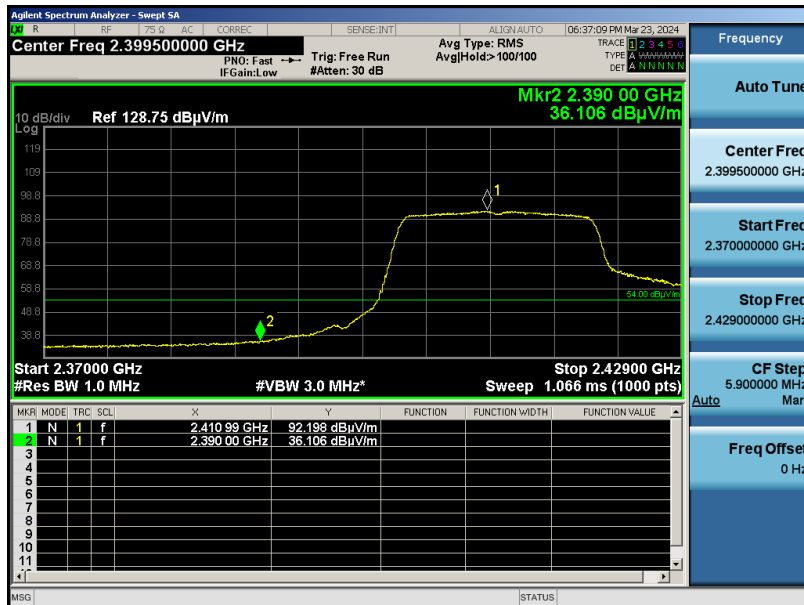 Agilent Spectrum Analyzer - Swept SA
LXI R RF 75 Ω AC CORREC SENSE:INT ALIGN AUTO 06:37:09 PM Mar 23, 2024
Center Freq 2.399500000 GHz
PNO: Fast
IFGain:Low
Trig: Free Run
#Atten: 30 dB
Avg Type: RMS
Avg|Hold:>100/100
TRACE 1 2 3 4 5 6
TYPE A
DET A N N N N N
Mkr2 2.390 00 GHz
36.106 dBµV/m
10 dB/div Ref 128.75 dBµV/m
Log
119
109
98.8
88.8
78.8
68.8
58.8
48.8
38.8
1
2
54.00 dBµV/m
Start 2.37000 GHz Stop 2.42900 GHz
#Res BW 1.0 MHz #VBW 3.0 MHz* Sweep 1.066 ms (1000 pts)
MKR MODE TRC SCL X Y FUNCTION FUNCTION WIDTH FUNCTION VALUE
1 N 1 f 2.410 99 GHz 92.198 dBµV/m
2 N 1 f 2.390 00 GHz 36.106 dBµV/m
3
4
5
6
7
8
9
10
11
MSG STATUS
Frequency
Auto Tune
Center Freq
2.399500000 GHz
Start Freq
2.370000000 GHz
Stop Freq
2.429000000 GHz
CF Step
5.900000 MHz
Auto Man
Freq Offset
0 Hz